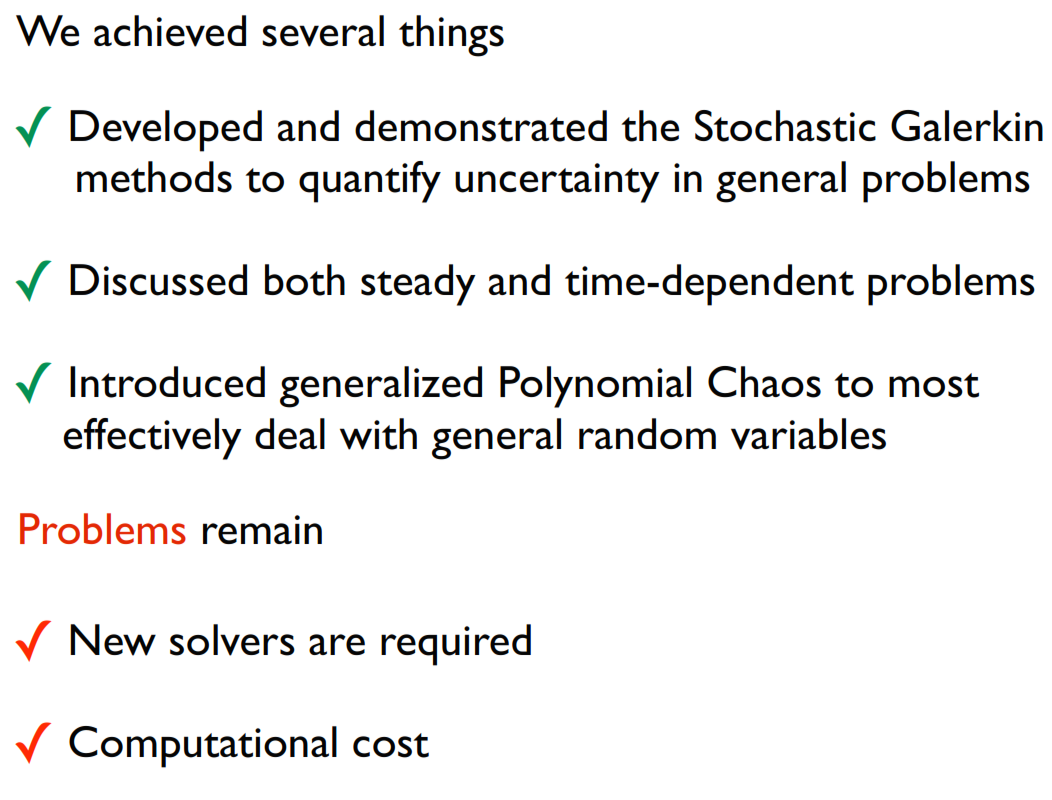 We achieved several things
✓ Developed and demonstrated the Stochastic Galerkin
methods to quantify uncertainty in general problems
✓ Discussed both steady and time-dependent problems
✓ Introduced generalized Polynomial Chaos to most
effectively deal with general random variables
Problems remain
✓ New solvers are required
✓ Computational cost